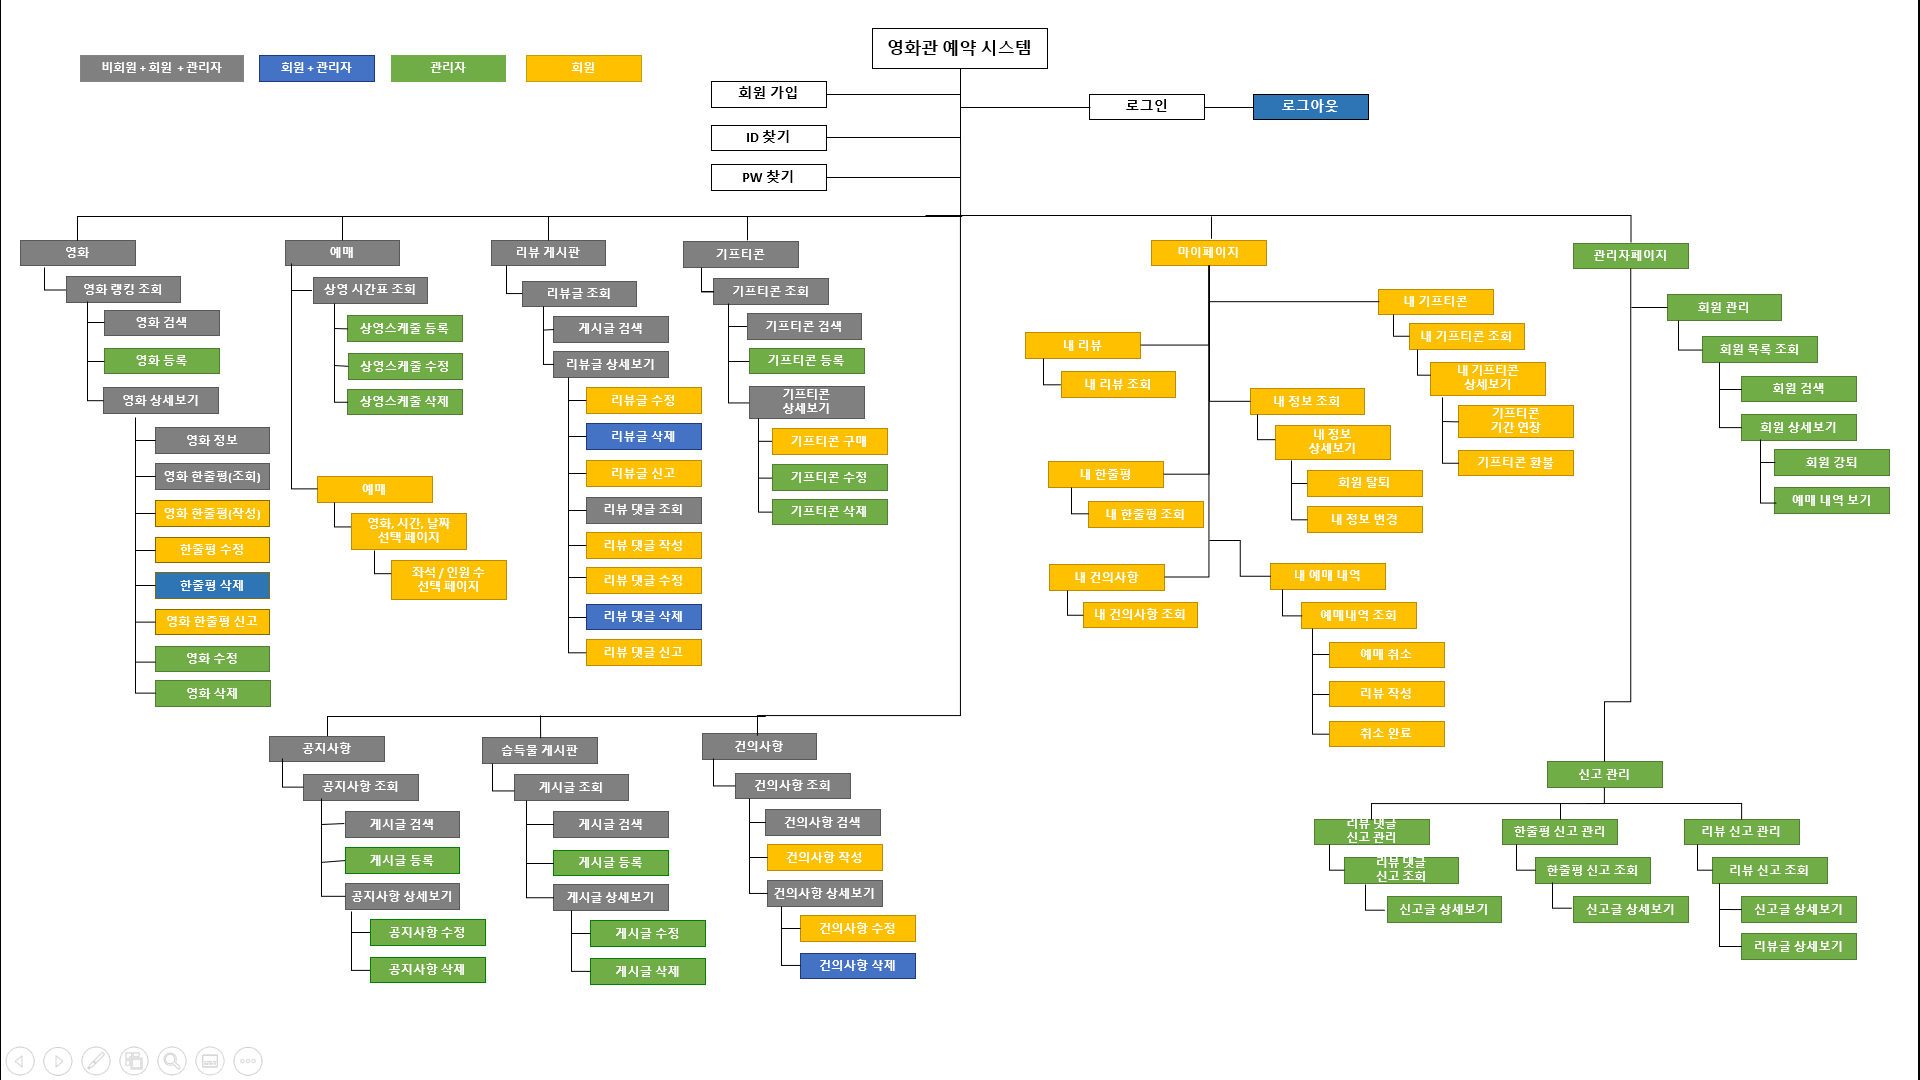 영화관 예약 시스템
비회원 + 회원 + 관리자
회원 + 관리자
관리자
회원
회원 가입
ID 찾기
PW 찾기
로그인
로그아웃
영화
영화 랭킹 조회
영화 검색
영화 등록
영화 상세보기
영화 정보
영화 한줄평(조회)
영화 한줄평(작성)
한줄평 수정
한줄평 삭제
영화 한줄평 신고
영화 수정
영화 삭제
예매
상영 시간표 조회
상영스케줄 등록
상영스케줄 수정
상영스케줄 삭제
예매
영화, 시간, 날짜
선택 페이지
좌석 / 인원 수
선택 페이지
리뷰 게시판
리뷰글 조회
게시글 검색
리뷰글 상세보기
리뷰글 수정
리뷰글 삭제
리뷰글 신고
리뷰 댓글 조회
리뷰 댓글 작성
리뷰 댓글 수정
리뷰 댓글 삭제
리뷰 댓글 신고
기프티콘
기프티콘 조회
기프티콘 검색
기프티콘 등록
기프티콘
상세보기
기프티콘 구매
기프티콘 수정
기프티콘 삭제
마이페이지
내 리뷰
내 리뷰 조회
내 한줄평
내 한줄평 조회
내 건의사항
내 건의사항 조회
내 기프티콘
내 기프티콘 조회
내 기프티콘
상세보기
기프티콘
기간 연장
기프티콘 환불
내 정보 조회
내 정보
상세보기
회원 탈퇴
내 정보 변경
내 예매 내역
예매내역 조회
예매 취소
리뷰 작성
취소 완료
관리자페이지
회원 관리
회원 목록 조회
회원 검색
회원 상세보기
회원 강퇴
예매 내역 보기
신고 관리
리뷰 댓글
신고 관리
리뷰 댓글
신고 조회
신고글 상세보기
한줄평 신고 관리
한줄평 신고 조회
신고글 상세보기
리뷰 신고 관리
리뷰 신고 조회
신고글 상세보기
리뷰글 상세보기
공지사항
공지사항 조회
게시글 검색
게시글 등록
공지사항 상세보기
공지사항 수정
공지사항 삭제
습득물 게시판
게시글 조회
게시글 검색
게시글 등록
게시글 상세보기
게시글 수정
게시글 삭제
건의사항
건의사항 조회
건의사항 검색
건의사항 작성
건의사항 상세보기
건의사항 수정
건의사항 삭제